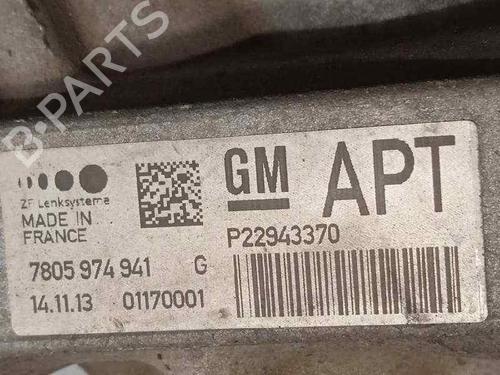 B-PARTS
ZF Lenksysteme
MADE IN
FRANCE
GM
APT
P22943370
7805 974 941 G
14.11.13 01170001